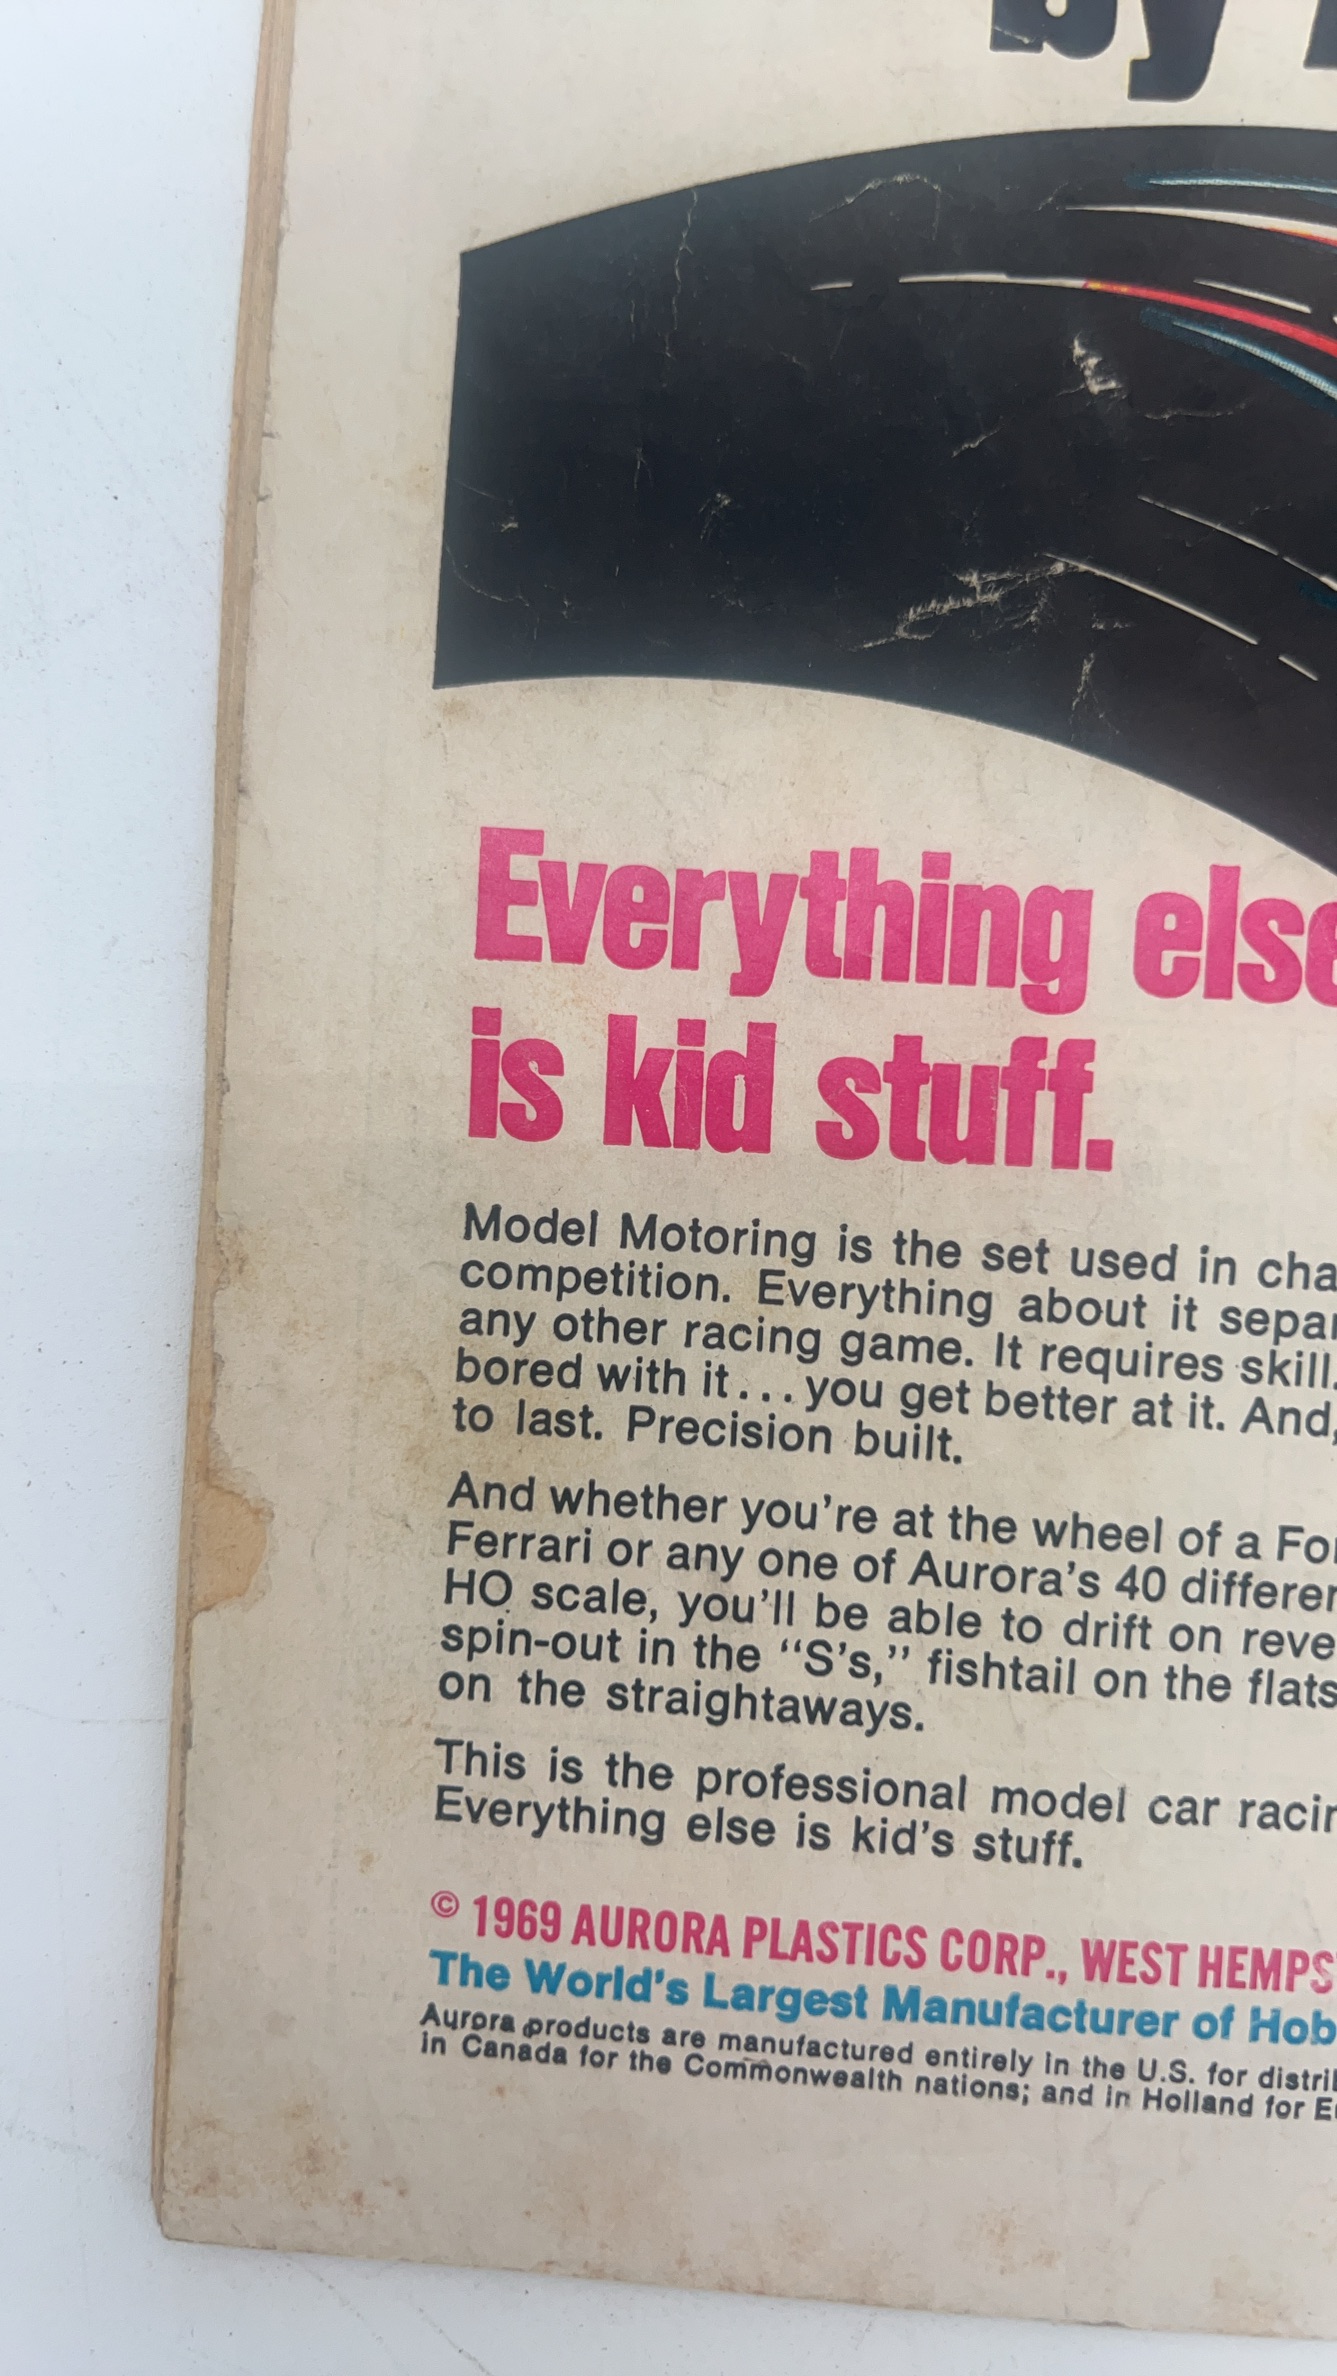 by
Everything else
is kid stuff.
Model Motoring is the set used in cha
competition. Everything about it separ
any other racing game. It requires skill.
bored with it... you get better at it. And,
to last. Precision built.
And whether you're at the wheel of a For
Ferrari or any one of Aurora's 40 differen
HO scale, you'll be able to drift on reve
spin-out in the “S's,” fishtail on the flats
on the straightaways.
This is the professional model car racin
Everything else is kid's stuff.
© 1969 AURORA PLASTICS CORP., WEST HEMPS
The World's Largest Manufacturer of Hob
Aurora products are manufactured entirely in the U.S. for distrib
in Canada for the Commonwealth nations; and in Holland for Eu